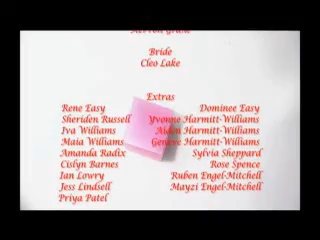 Bride
Cleo Lake
Extras
Rene Easy Dominee Easy
Sheriden Russell Yvonne Harmitt-Williams
Iva Williams Aiden Harmitt-Williams
Maia Williams Geneve Harmitt-Williams
Amanda Radix Sylvia Sheppard
Cislyn Barnes Rose Spence
Ian Lowry Ruben Engel-Mitchell
Jess Lindsell Mayzi Engel-Mitchell
Priya Patel